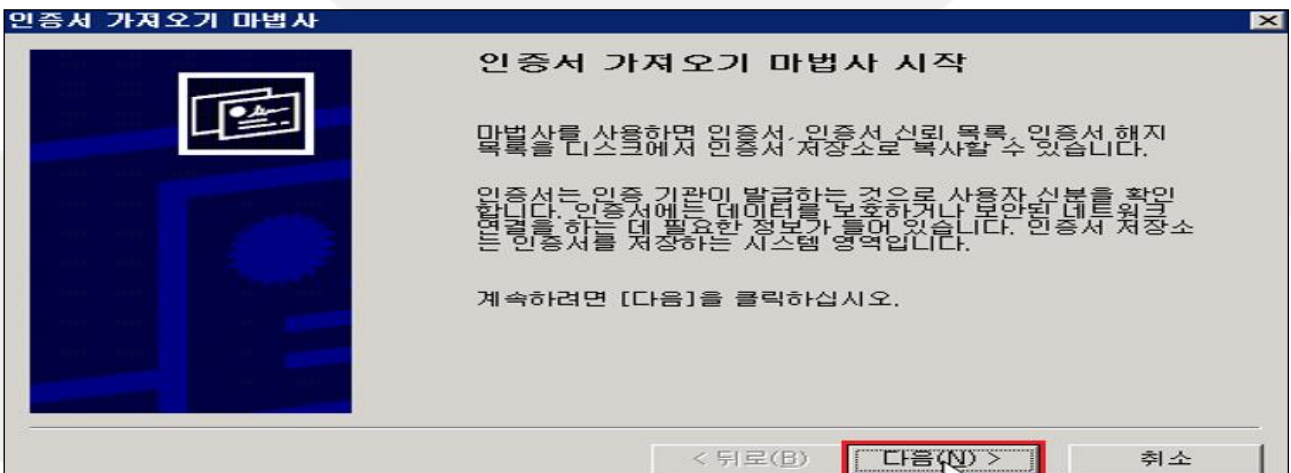 인증서 가져오기 마법사
인증서 가져오기 마법사 시작
마법사를 사용하면 인증서, 인증서 신뢰 목록, 인증서 해지
목록을 디스크에서 인증서 저장소로 복사할 수 있습니다.
인증서는 인증 기관이 발급하는 것으로 사용자 신분을 확인
합니다. 인증서에는 데이터를 보호하거나 보안된 네트워크
연결을 하는 데 필요한 정보가 들어 있습니다. 인증서 저장소
는 인증서를 저장하는 시스템 영역입니다.
계속하려면 [다음]을 클릭하십시오.
< 뒤로(B) 다음(N) > 취소